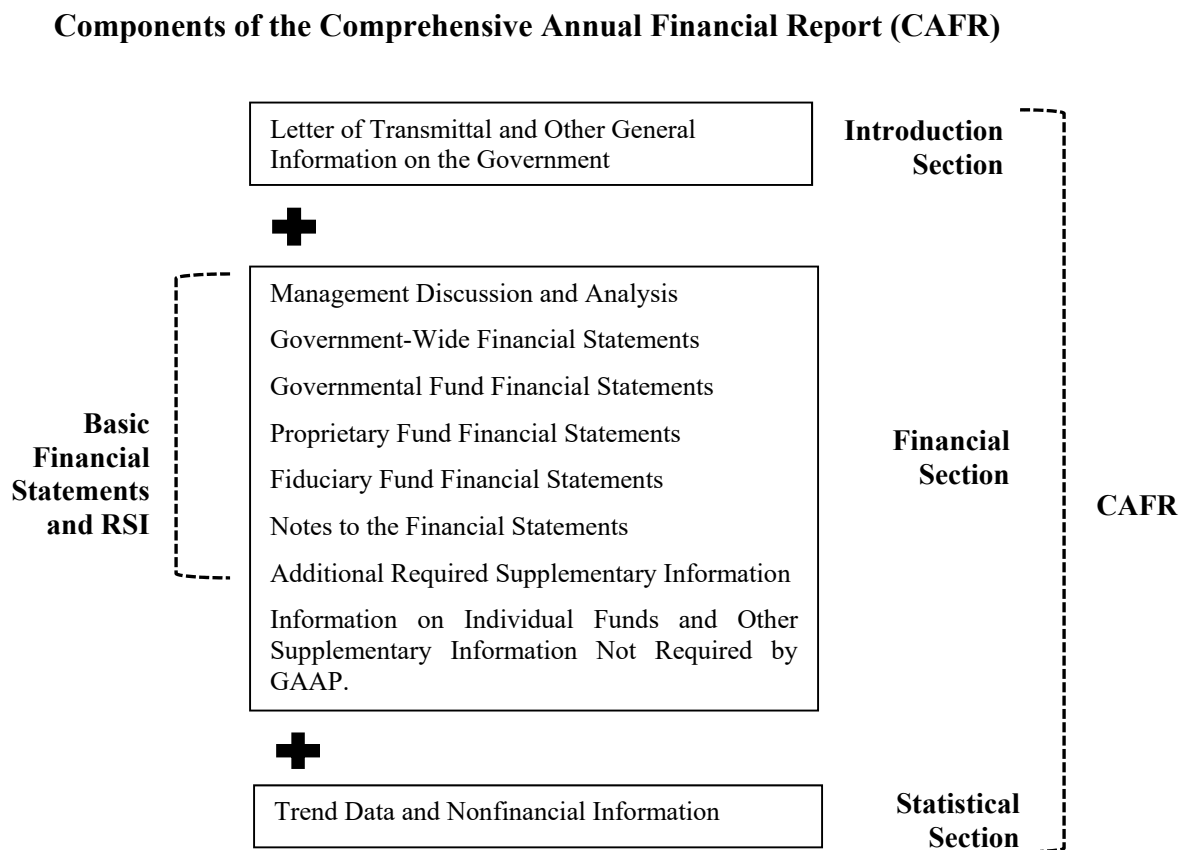 Components of the Comprehensive Annual Financial Report (CAFR)
Letter of Transmittal and Other General
Information on the Government
Introduction
Section
Management Discussion and Analysis
Government-Wide Financial Statements
Governmental Fund Financial Statements
Proprietary Fund Financial Statements
Fiduciary Fund Financial Statements
Notes to the Financial Statements
Additional Required Supplementary Information
Information on Individual Funds and Other
Supplementary Information Not Required by
GAAP.
Basic
Financial
Statements
and RSI
Financial
Section
CAFR
Trend Data and Nonfinancial Information
Statistical
Section